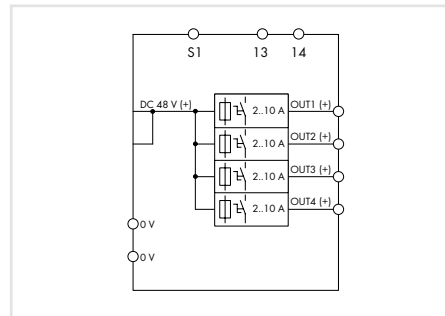 S1 13 14
DC 48 V (+) 2..10 A OUT1 (+)
2..10 A OUT2 (+)
2..10 A OUT3 (+)
2..10 A OUT4 (+)
0 V
0 V